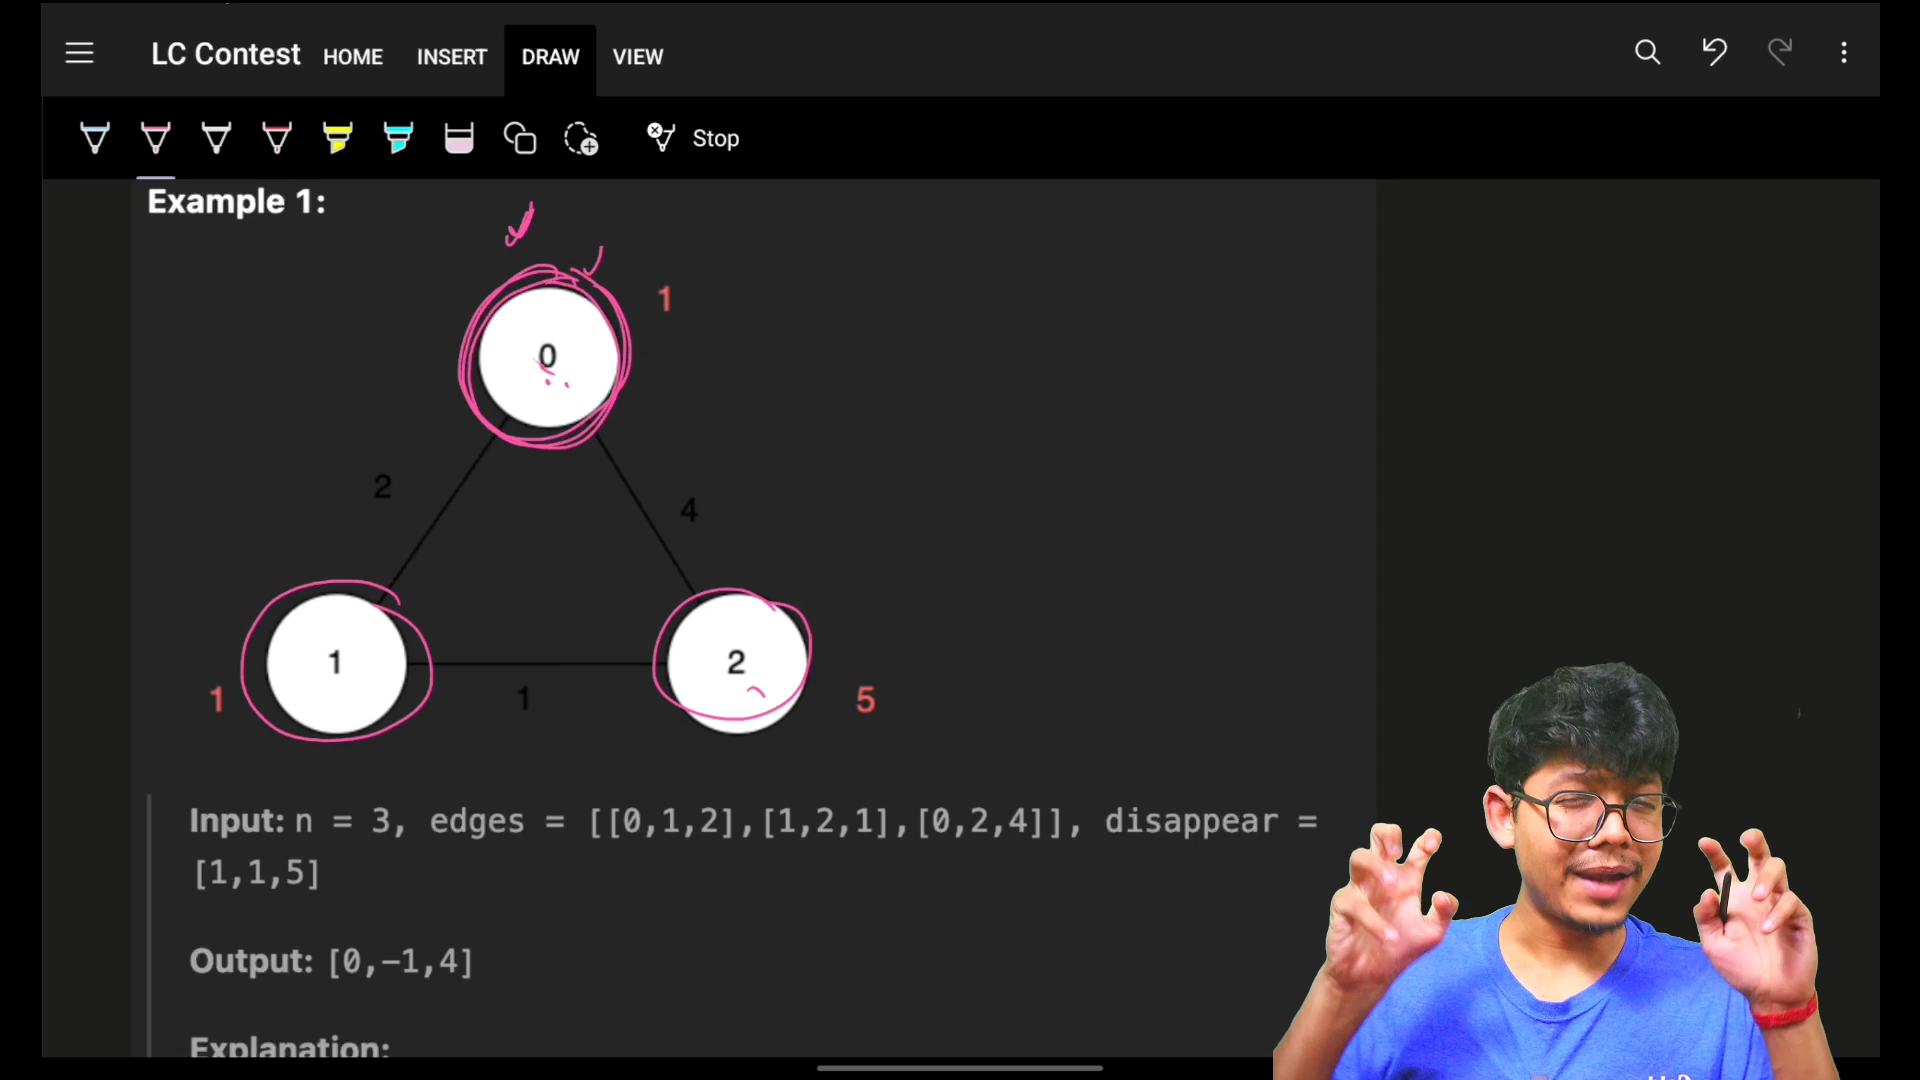 LC Contest HOME INSERT DRAW VIEW
Stop
Example 1:
0
1
2
4
1
2
1
1
5
Input: n = 3, edges = [[0,1,2],[1,2,1],[0,2,4]], disappear =
[1,1,5]
Output: [0,-1,4]
Explanation: